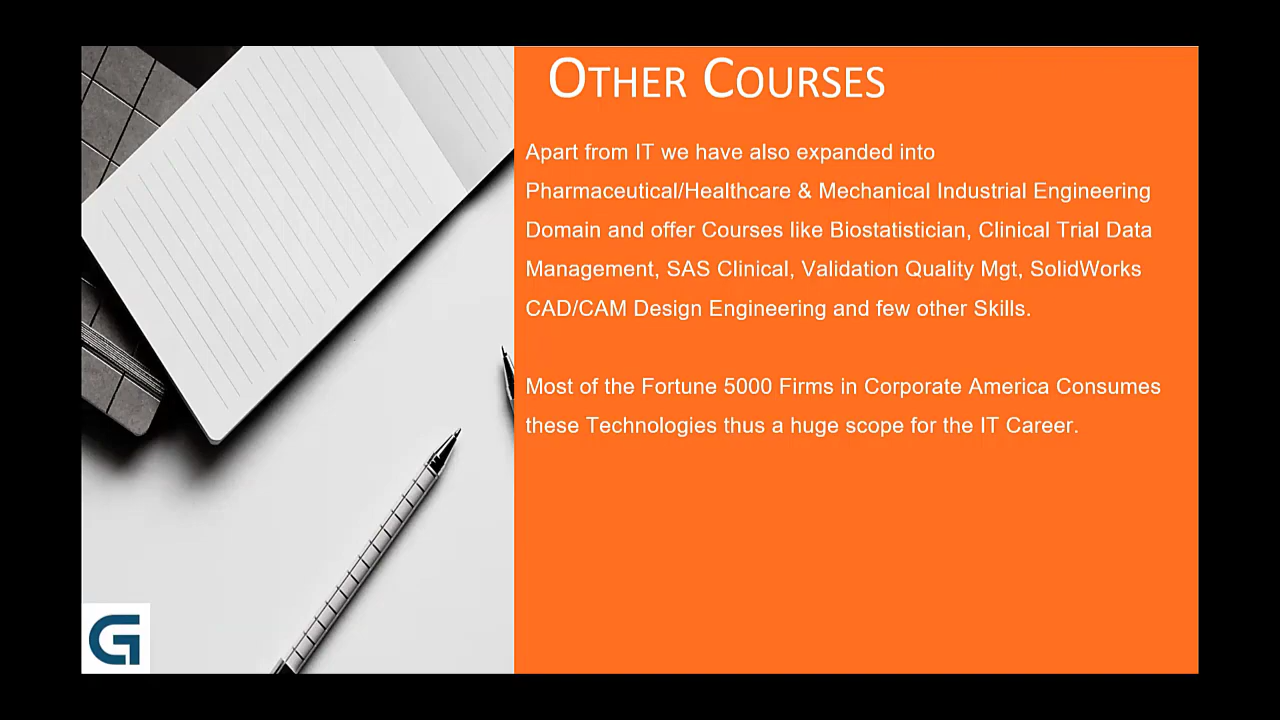 OTHER COURSES
Apart from IT we have also expanded into
Pharmaceutical/Healthcare & Mechanical Industrial Engineering
Domain and offer Courses like Biostatistician, Clinical Trial Data
Management, SAS Clinical, Validation Quality Mgt, SolidWorks
CAD/CAM Design Engineering and few other Skills.
Most of the Fortune 5000 Firms in Corporate America Consumes
these Technologies thus a huge scope for the IT Career.
G